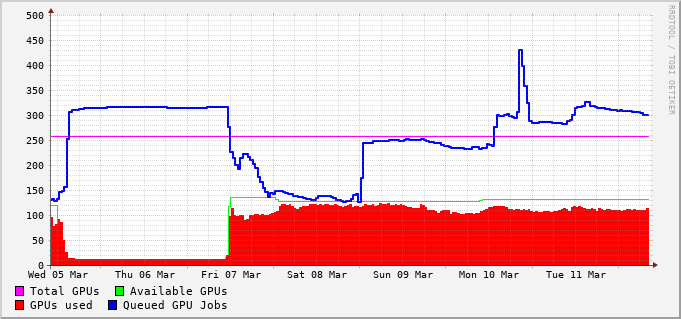 500
450
400
350
300
250
200
150
100
50
0
Wed 05 Mar Thu 06 Mar Fri 07 Mar Sat 08 Mar Sun 09 Mar Mon 10 Mar Tue 11 Mar
Total GPUs Available GPUs
GPUs used Queued GPU Jobs
RRDTOOL / TOBI OETIKER